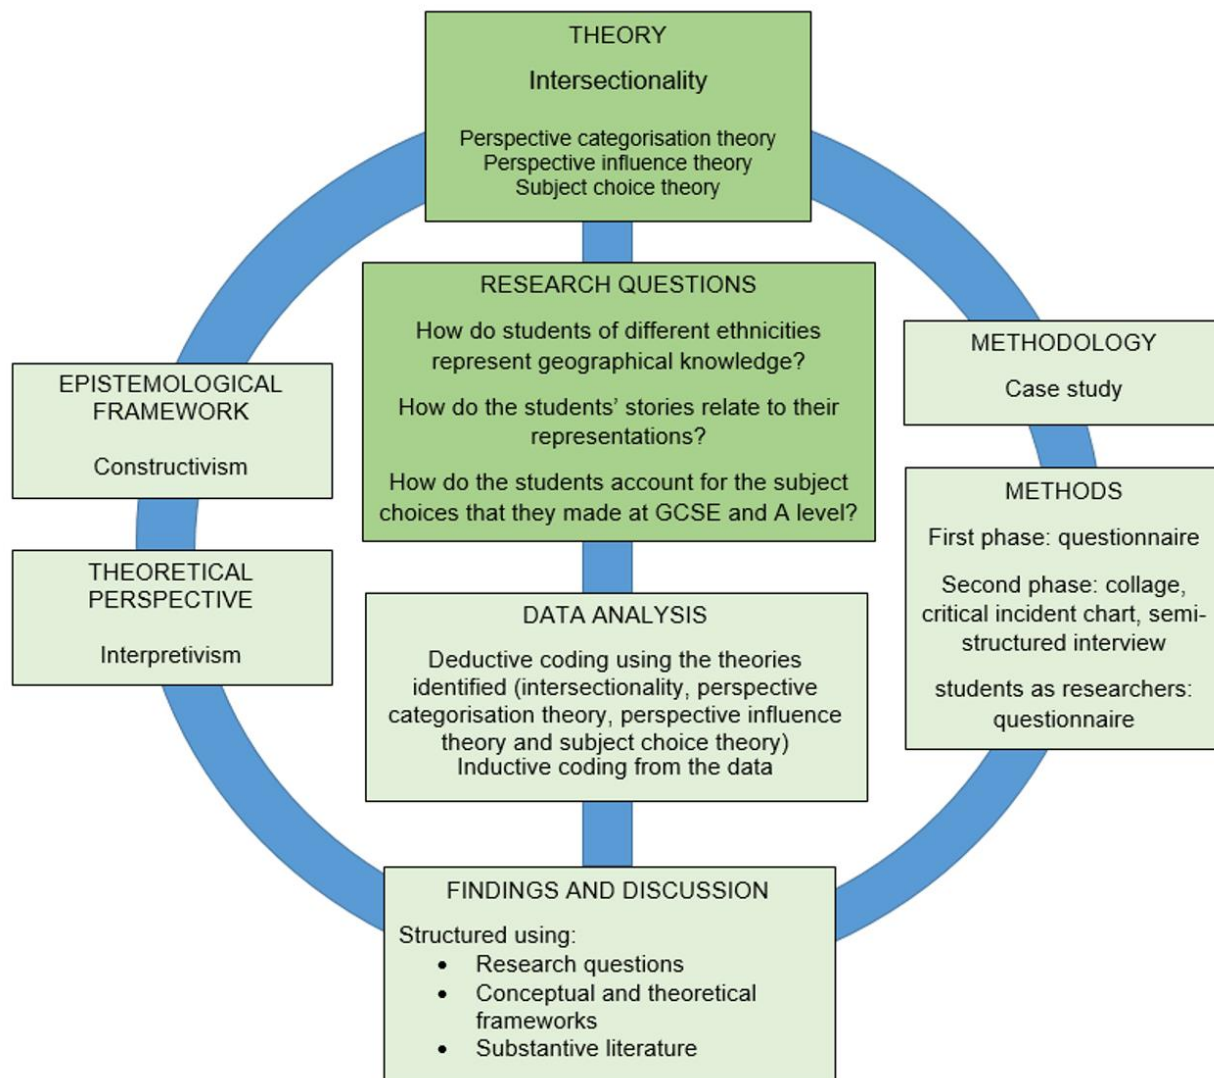 THEORY
Intersectionality
Perspective categorisation theory
Perspective influence theory
Subject choice theory
RESEARCH QUESTIONS
How do students of different ethnicities
represent geographical knowledge?
How do the students’ stories relate to their
representations?
How do the students account for the subject
choices that they made at GCSE and A level?
EPISTEMOLOGICAL
FRAMEWORK
Constructivism
THEORETICAL
PERSPECTIVE
Interpretivism
METHODOLOGY
Case study
METHODS
First phase: questionnaire
Second phase: collage,
critical incident chart, semi-
structured interview
students as researchers:
questionnaire
DATA ANALYSIS
Deductive coding using the theories
identified (intersectionality, perspective
categorisation theory, perspective influence
theory and subject choice theory)
Inductive coding from the data
FINDINGS AND DISCUSSION
Structured using:
• Research questions
• Conceptual and theoretical
frameworks
• Substantive literature